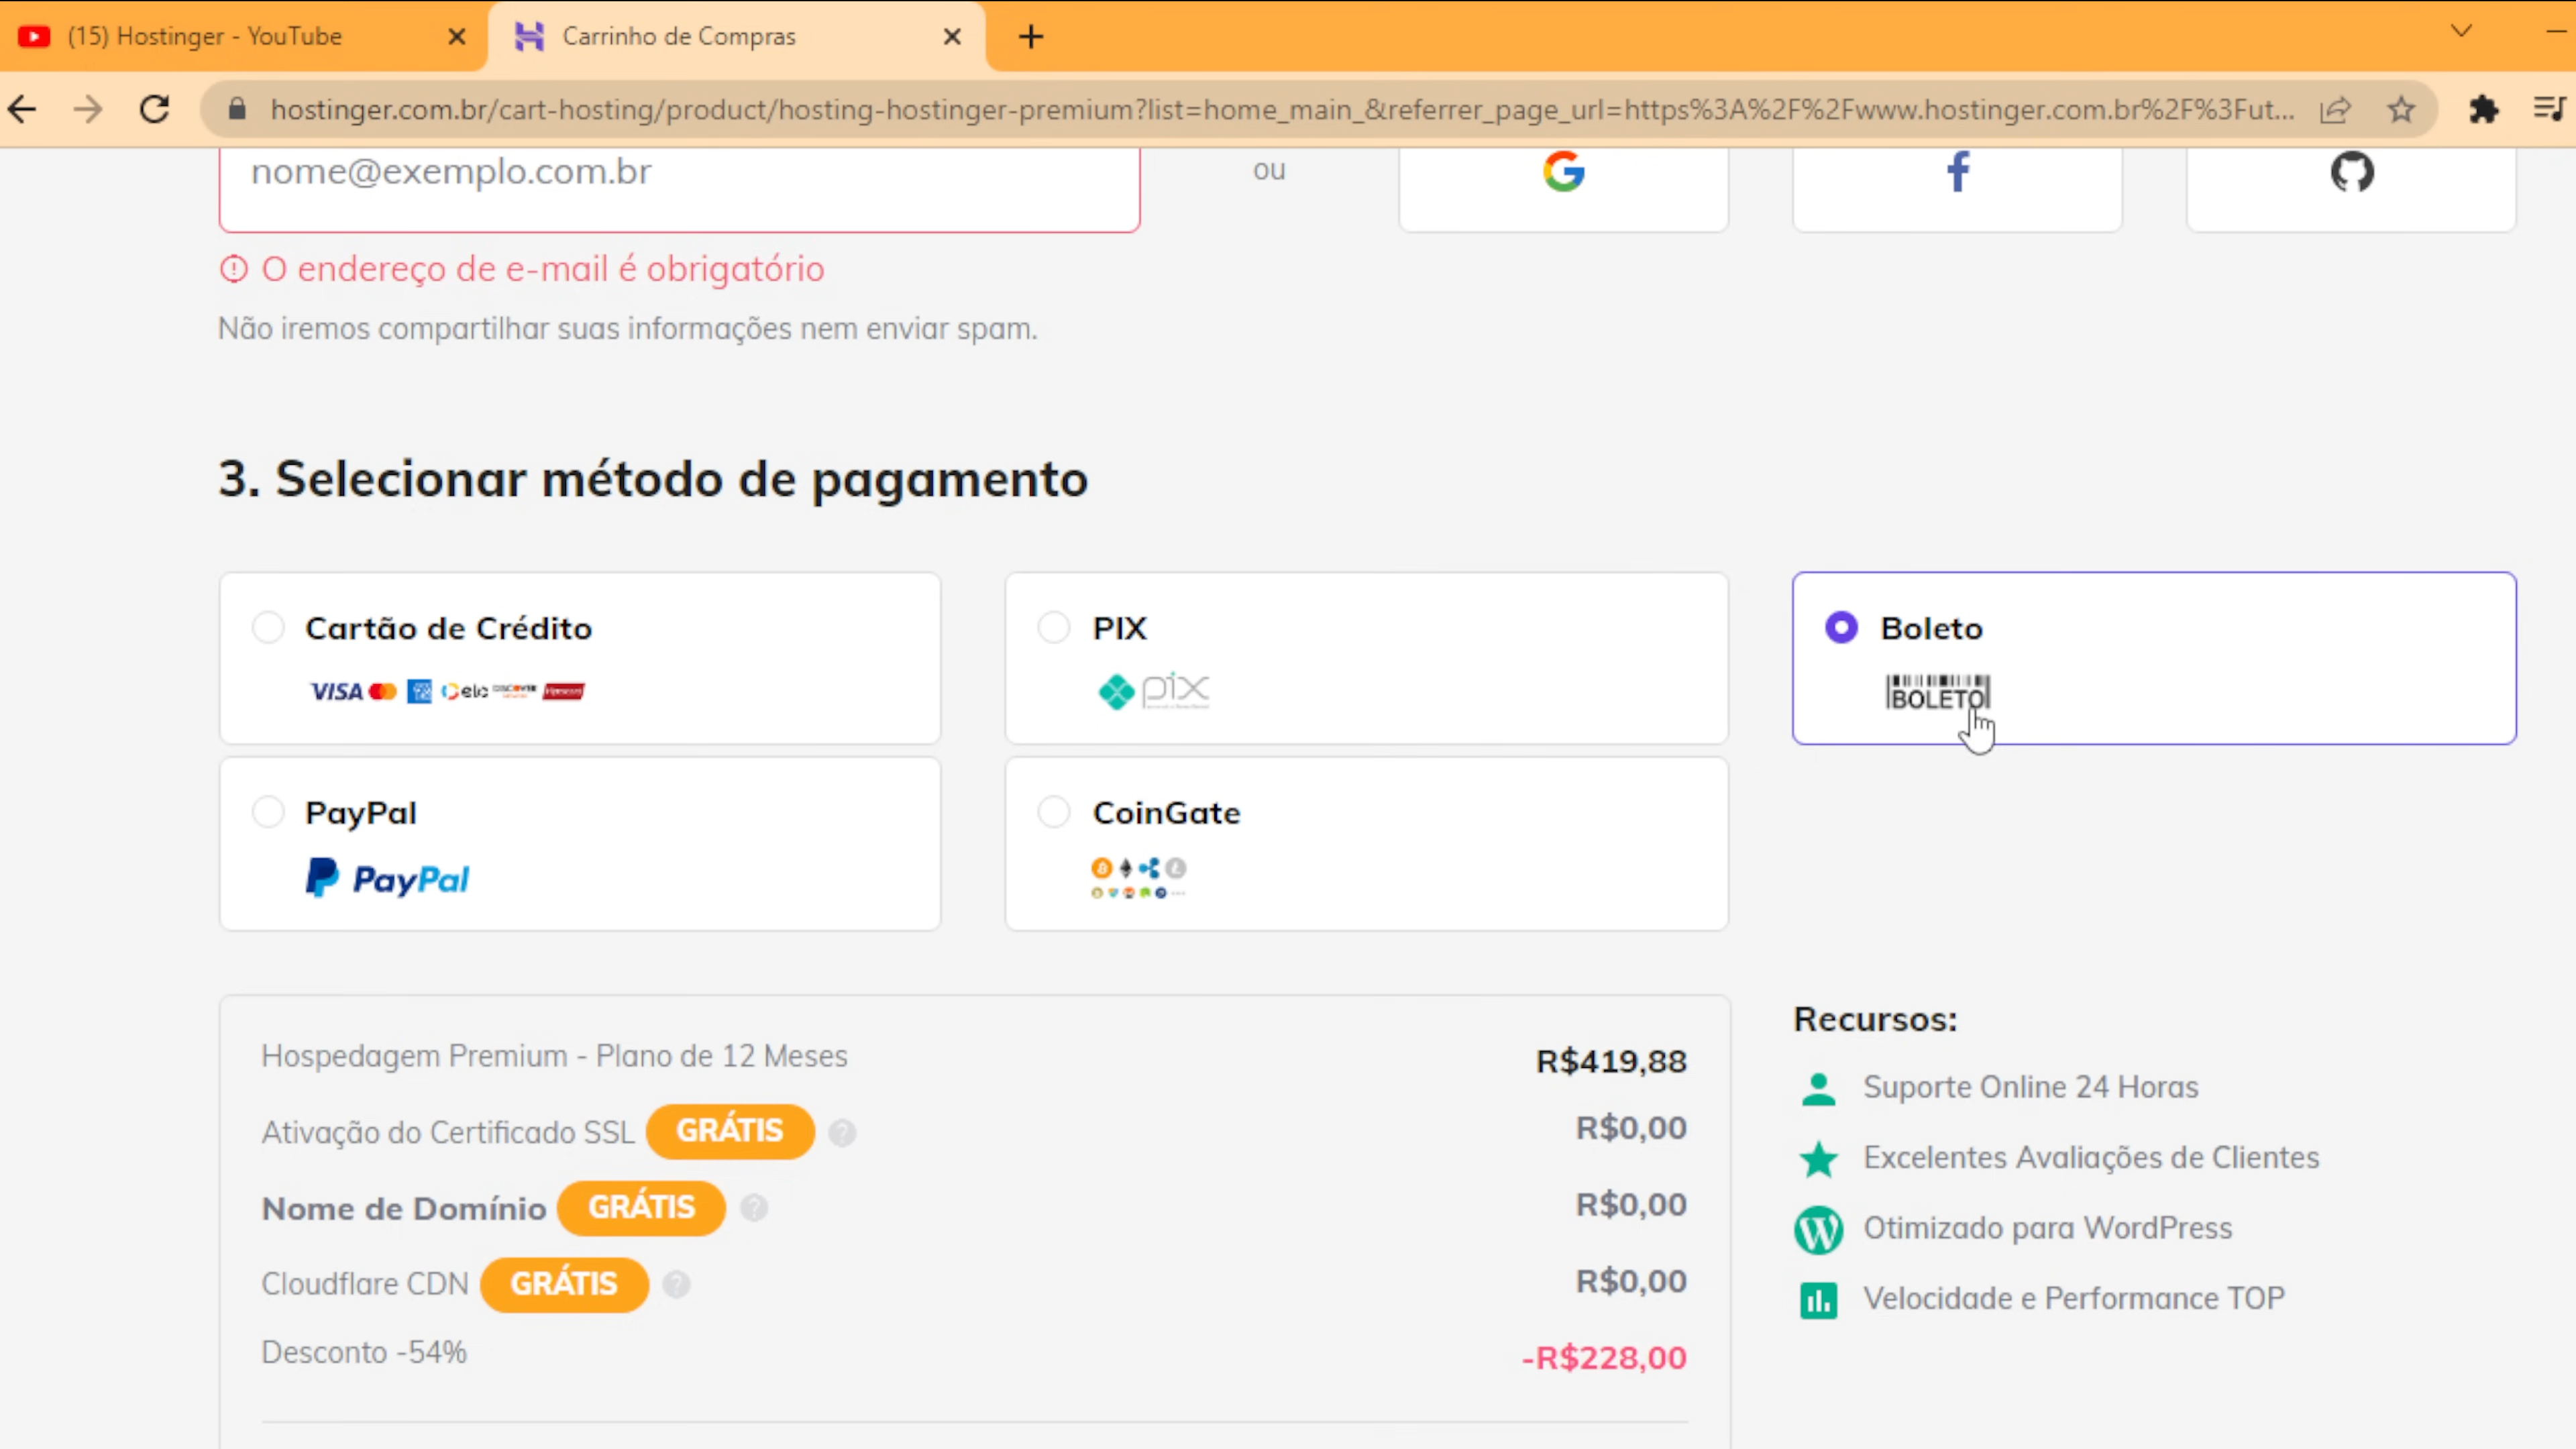 (15) Hostinger - YouTube
Carrinho de Compras
hostinger.com.br/cart-hosting/product/hosting-hostinger-premium?list=home_main_&referrer_page_url=https%3A%2F%2Fwww.hostinger.com.br%2F%3Fut...
nome@exemplo.com.br
ou
O endereço de e-mail é obrigatório
Não iremos compartilhar suas informações nem enviar spam.
3. Selecionar método de pagamento
Cartão de Crédito
VISA elo DISCOVER Hipercard
PIX
pix
Boleto
BOLETO
PayPal
PayPal
CoinGate
Hospedagem Premium - Plano de 12 Meses R$419,88
Ativação do Certificado SSL GRÁTIS ? R$0,00
Nome de Domínio GRÁTIS ? R$0,00
Cloudflare CDN GRÁTIS ? R$0,00
Desconto -54% -R$228,00
Recursos:
Suporte Online 24 Horas
Excelentes Avaliações de Clientes
Otimizado para WordPress
Velocidade e Performance TOP